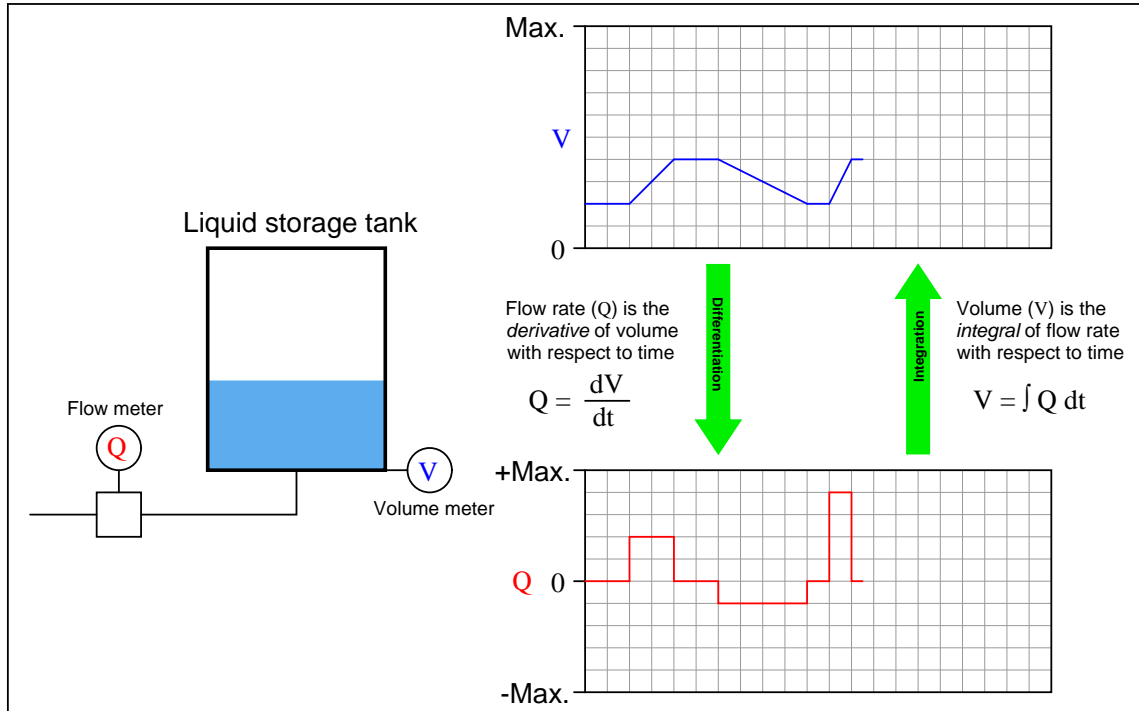 Max.
V
0
Liquid storage tank
Flow meter
Q
V
Volume meter
Flow rate (Q) is the
derivative of volume
with respect to time
Q = dV
dt
Differentiation
Integration
Volume (V) is the
integral of flow rate
with respect to time
V = ∫ Q dt
+Max.
Q 0
-Max.